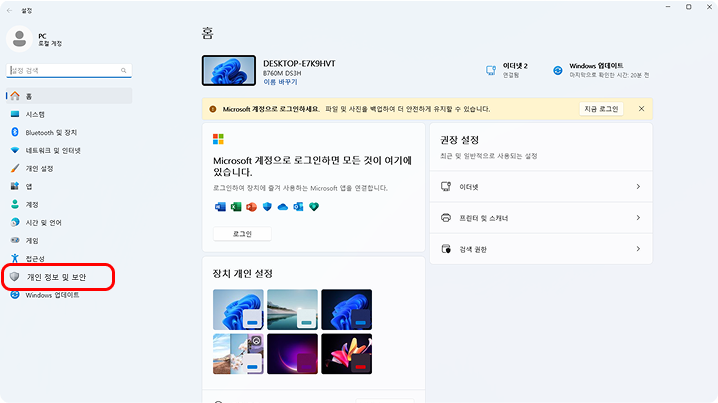 설정
PC
로컬 계정
설정 검색
홈
시스템
Bluetooth 및 장치
네트워크 및 인터넷
개인 설정
앱
계정
시간 및 언어
게임
접근성
개인 정보 및 보안
Windows 업데이트
홈
DESKTOP-E7K9HVT
B760M DS3H
이름 바꾸기
이더넷 2
연결됨
Windows 업데이트
마지막으로 확인한 시간: 20분 전
Microsoft 계정으로 로그인하세요. 파일 및 사진을 백업하여 더 안전하게 유지할 수 있습니다.
지금 로그인
Microsoft 계정으로 로그인하면 모든 것이 여기에
있습니다.
로그인하여 장치에 즐겨 사용하는 Microsoft 앱을 연결합니다.
로그인
장치 개인 설정
권장 설정
최근 및 일반적으로 사용되는 설정
이더넷
프린터 및 스캐너
검색 권한